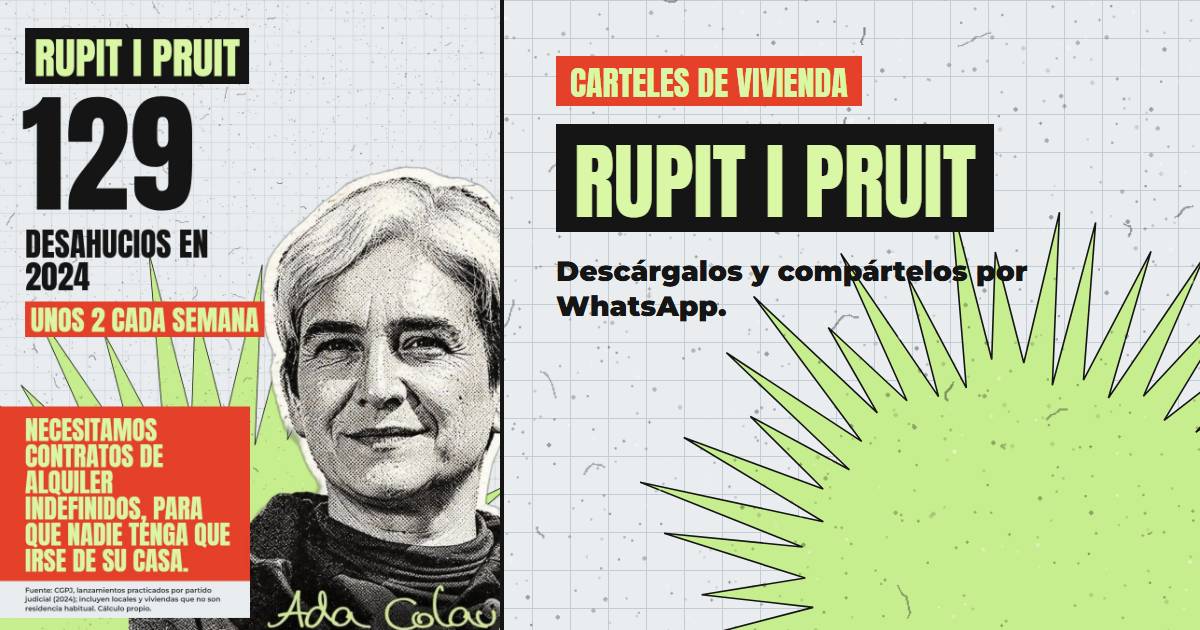 RUPIT I PRUIT
129
DESAHUCIOS EN
2024
UNOS 2 CADA SEMANA
NECESITAMOS
CONTRATOS DE
ALQUILER
INDEFINIDOS, PARA
QUE NADIE TENGA QUE
IRSE DE SU CASA.
Fuente: CGPJ, lanzamientos practicados por partido
judicial (2024); incluyen locales y viviendas que no son
residencia habitual. Cálculo propio.
Ada Colau
CARTELES DE VIVIENDA
RUPIT I PRUIT
Descárgalos y compártelos por
WhatsApp.